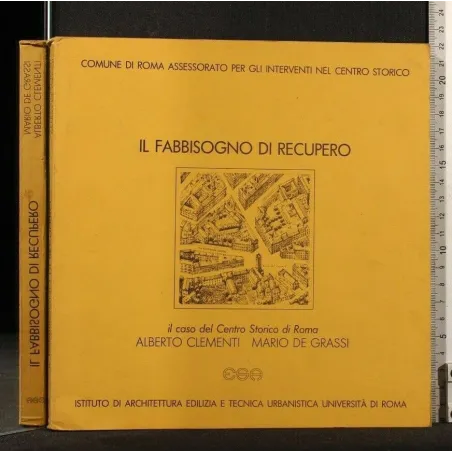 COMUNE DI ROMA ASSESSORATO PER GLI INTERVENTI NEL CENTRO STORICO
IL FABBISOGNO DI RECUPERO
il caso del Centro Storico di Roma
ALBERTO CLEMENTI MARIO DE GRASSI
ISTITUTO DI ARCHITETTURA EDILIZIA E TECNICA URBANISTICA UNIVERSITÀ DI ROMA
ALBERTO CLEMENTI
MARIO DE GRASSI
IL FABBISOGNO DI RECUPERO